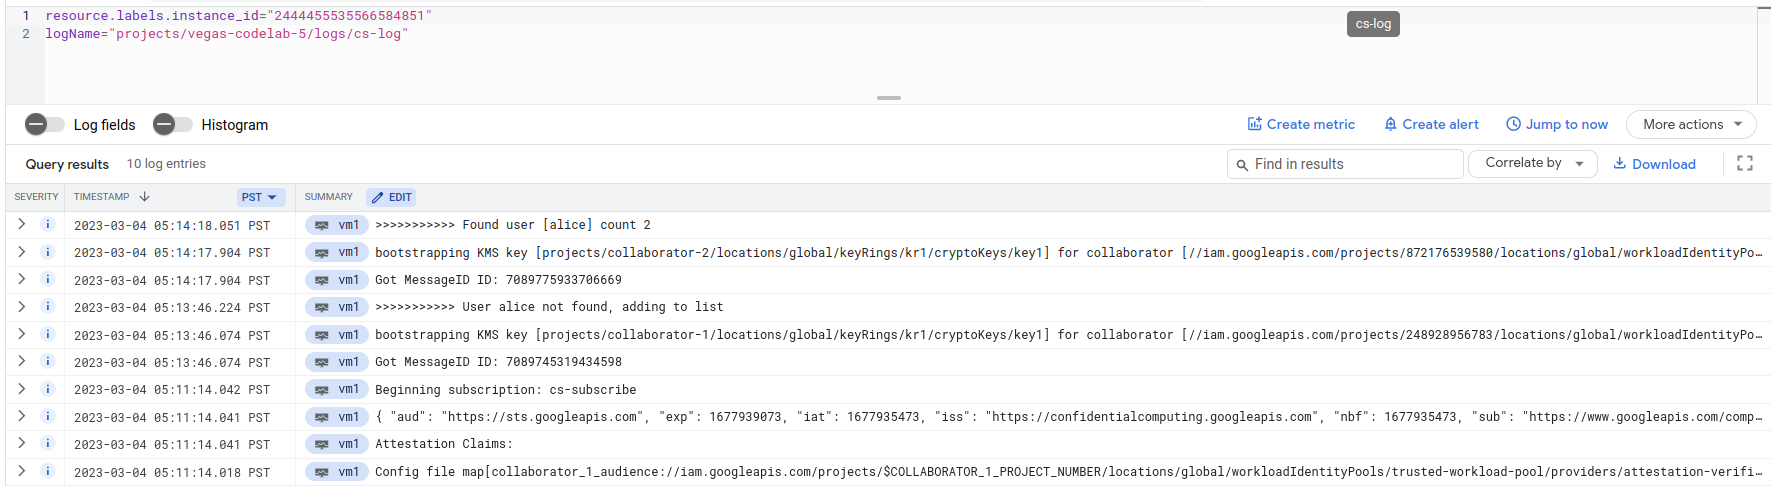 1 resource.labels.instance_id="2444455535566584851"
cs-log
2 logName="projects/vegas-codelab-5/logs/cs-log"
Log fields Histogram Create metric Create alert Jump to now More actions
Query results 10 log entries Find in results Correlate by Download
SEVERITY TIMESTAMP PST SUMMARY EDIT
2023-03-04 05:14:18.051 PST vm1 >>>>>>>>>>> Found user [alice] count 2
2023-03-04 05:14:17.904 PST vm1 bootstrapping KMS key [projects/collaborator-2/locations/global/keyRings/kr1/cryptoKeys/key1] for collaborator [//iam.googleapis.com/projects/872176539580/locations/global/workloadIdentityPo…
2023-03-04 05:14:17.904 PST vm1 Got MessageID ID: 7089775933706669
2023-03-04 05:13:46.224 PST vm1 >>>>>>>>>>> User alice not found, adding to list
2023-03-04 05:13:46.074 PST vm1 bootstrapping KMS key [projects/collaborator-1/locations/global/keyRings/kr1/cryptoKeys/key1] for collaborator [//iam.googleapis.com/projects/248928956783/locations/global/workloadIdentityPo…
2023-03-04 05:13:46.074 PST vm1 Got MessageID ID: 7089745319434598
2023-03-04 05:11:14.042 PST vm1 Beginning subscription: cs-subscribe
2023-03-04 05:11:14.041 PST vm1 { "aud": "https://sts.googleapis.com", "exp": 1677939073, "iat": 1677935473, "iss": "https://confidentialcomputing.googleapis.com", "nbf": 1677935473, "sub": "https://www.googleapis.com/comp…
2023-03-04 05:11:14.041 PST vm1 Attestation Claims:
2023-03-04 05:11:14.018 PST vm1 Config file map[collaborator_1_audience://iam.googleapis.com/projects/$COLLABORATOR_1_PROJECT_NUMBER/locations/global/workloadIdentityPools/trusted-workload-pool/providers/attestation-verifi…